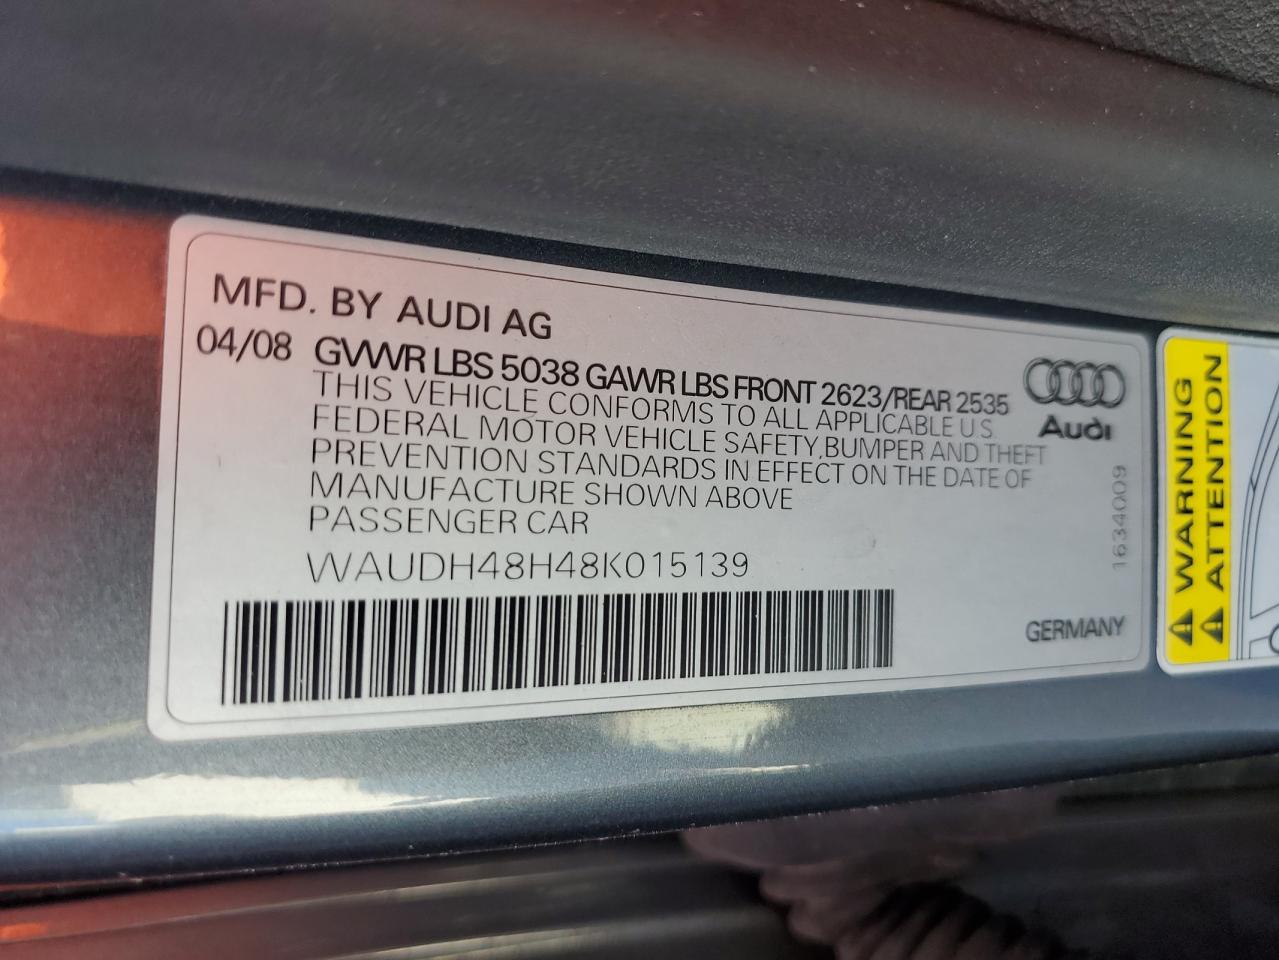 MFD. BY AUDI AG
04/08 GVWR LBS 5038 GAWR LBS FRONT 2623/REAR 2535
THIS VEHICLE CONFORMS TO ALL APPLICABLE U.S.
FEDERAL MOTOR VEHICLE SAFETY, BUMPER AND THEFT
PREVENTION STANDARDS IN EFFECT ON THE DATE OF
MANUFACTURE SHOWN ABOVE
PASSENGER CAR
WAUDH48H48K015139
Audi
1634009
GERMANY
WARNING
ATTENTION